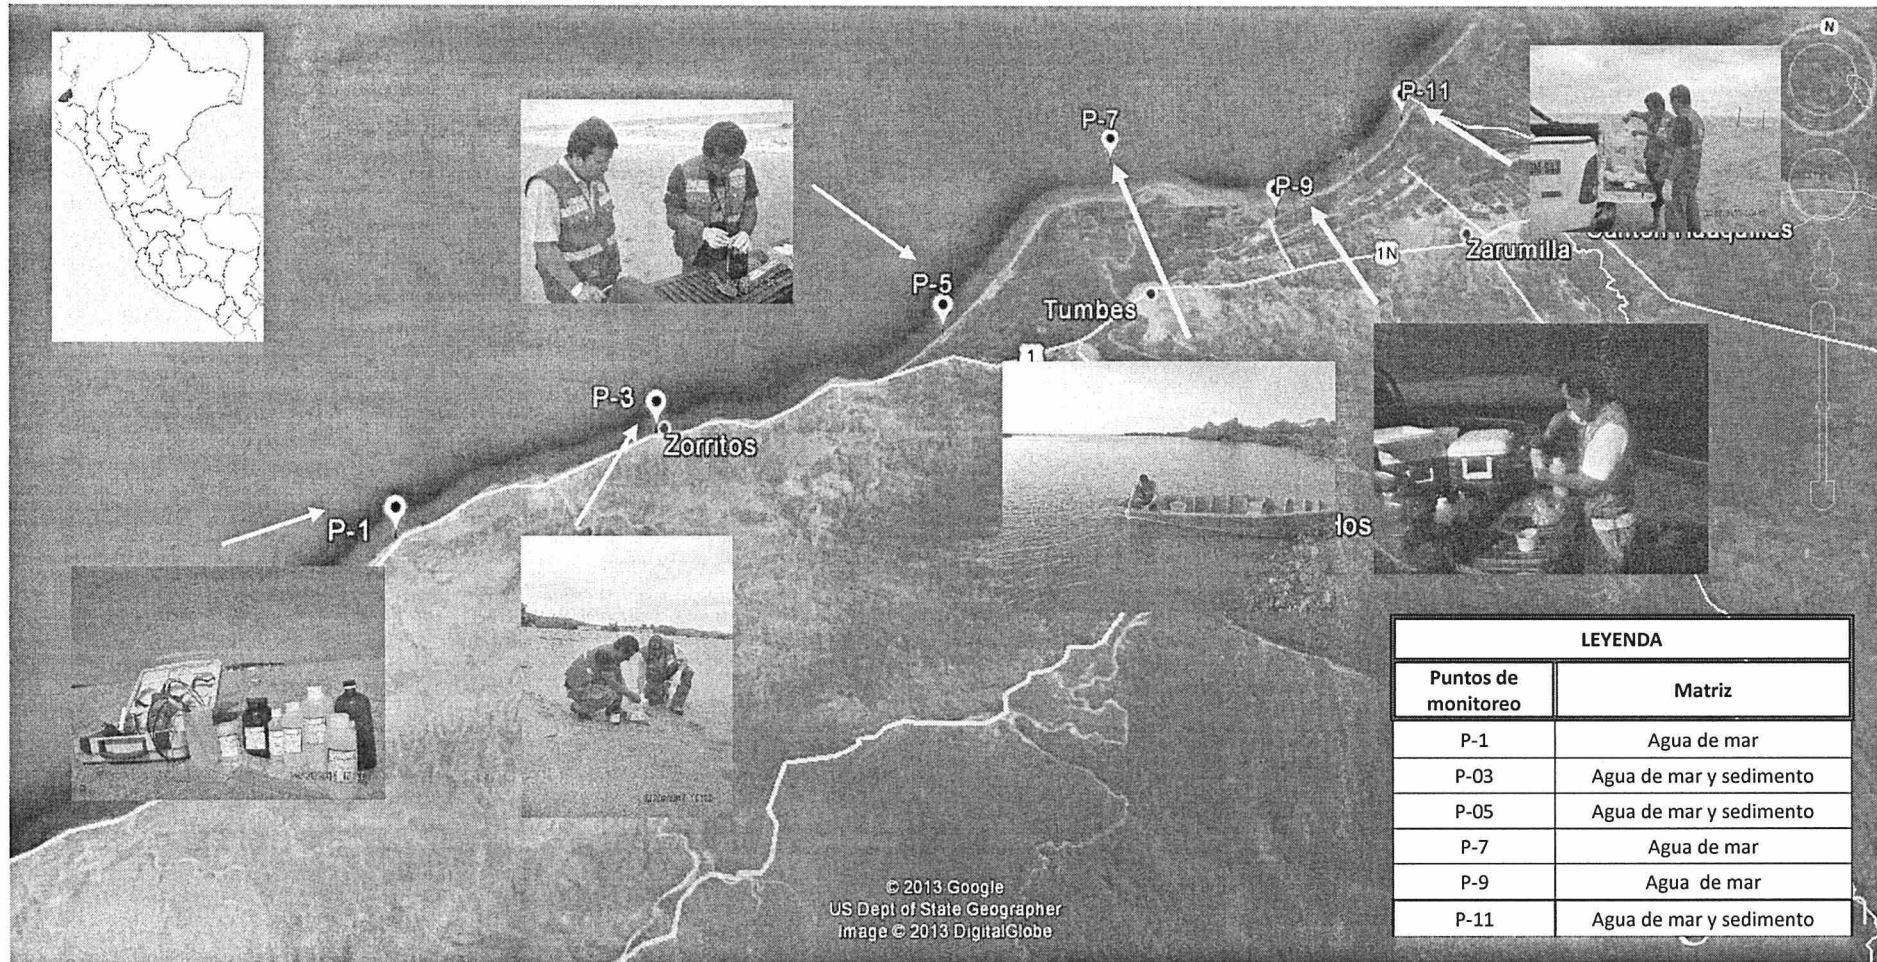 N
P-11
P-7
P-9
1N
Zarumilla
P-5
Tumbes
1
P-3
Zorritos
P-1
LEYENDA
Puntos de monitoreo
Matriz
P-1 Agua de mar
P-03 Agua de mar y sedimento
P-05 Agua de mar y sedimento
P-7 Agua de mar
P-9 Agua de mar
P-11 Agua de mar y sedimento
© 2013 Google
US Dept of State Geographer
Image © 2013 DigitalGlobe